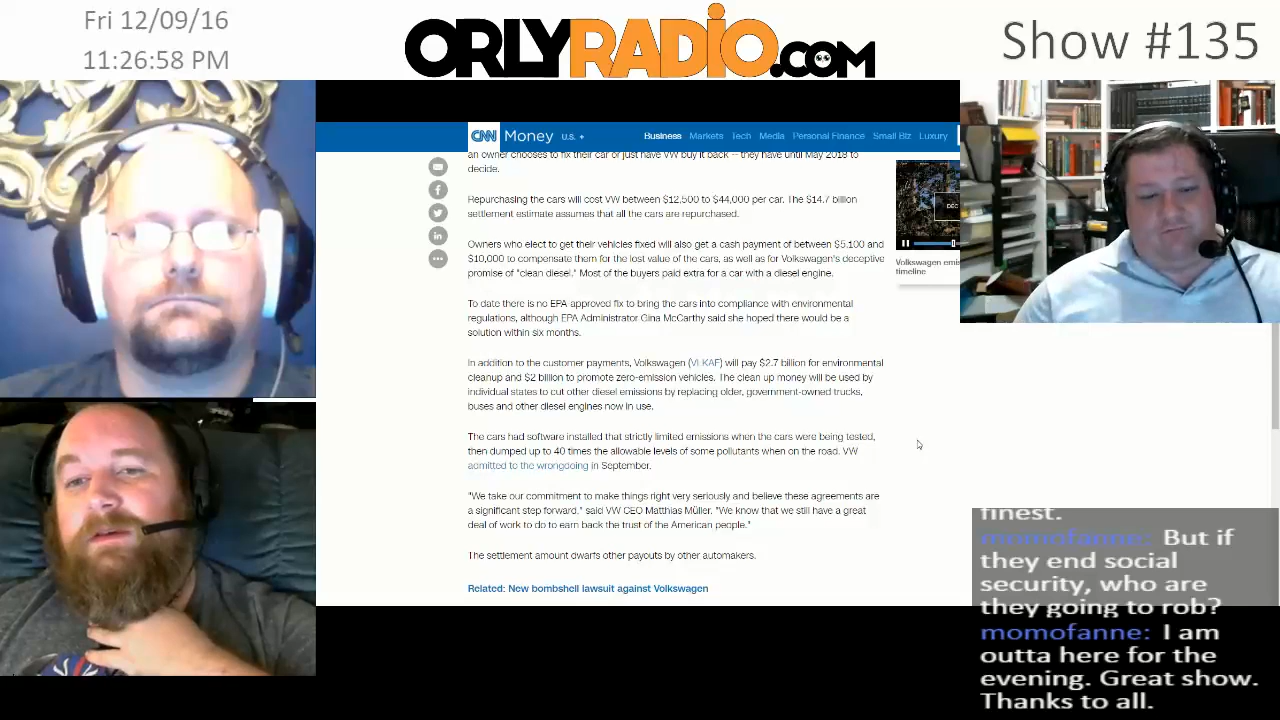 Fri 12/09/16
11:26:58 PM
ORLYRADIO.COM
Show #135
CNN Money U.S. +
Business Markets Tech Media Personal Finance Small Biz Luxury
an owner chooses to fix their car or just have VW buy it back -- they have until May 2018 to
decide.
Repurchasing the cars will cost VW between $12,500 to $44,000 per car. The $14.7 billion
settlement estimate assumes that all the cars are repurchased.
Owners who elect to get their vehicles fixed will also get a cash payment of between $5,100 and
$10,000 to compensate them for the lost value of the cars, as well as for Volkswagen's deceptive
promise of "clean diesel." Most of the buyers paid extra for a car with a diesel engine.
To date there is no EPA-approved fix to bring the cars into compliance with environmental
regulations, although EPA Administrator Gina McCarthy said she hoped there would be a
solution within six months.
In addition to the customer payments, Volkswagen (VLKAF) will pay $2.7 billion for environmental
cleanup and $2 billion to promote zero-emission vehicles. The clean up money will be used by
individual states to cut other diesel emissions by replacing older, government-owned trucks,
buses and other diesel engines now in use.
The cars had software installed that strictly limited emissions when the cars were being tested,
then dumped up to 40 times the allowable levels of some pollutants when on the road. VW
admitted to the wrongdoing in September.
"We take our commitment to make things right very seriously and believe these agreements are
a significant step forward," said VW CEO Matthias Müller. "We know that we still have a great
deal of work to do to earn back the trust of the American people."
The settlement amount dwarfs other payouts by other automakers.
Related: New bombshell lawsuit against Volkswagen
DEC
Volkswagen emis
timeline
finest.
momofanne: But if
they end social
security, who are
they going to rob?
momofanne: I am
outta here for the
evening. Great show.
Thanks to all.